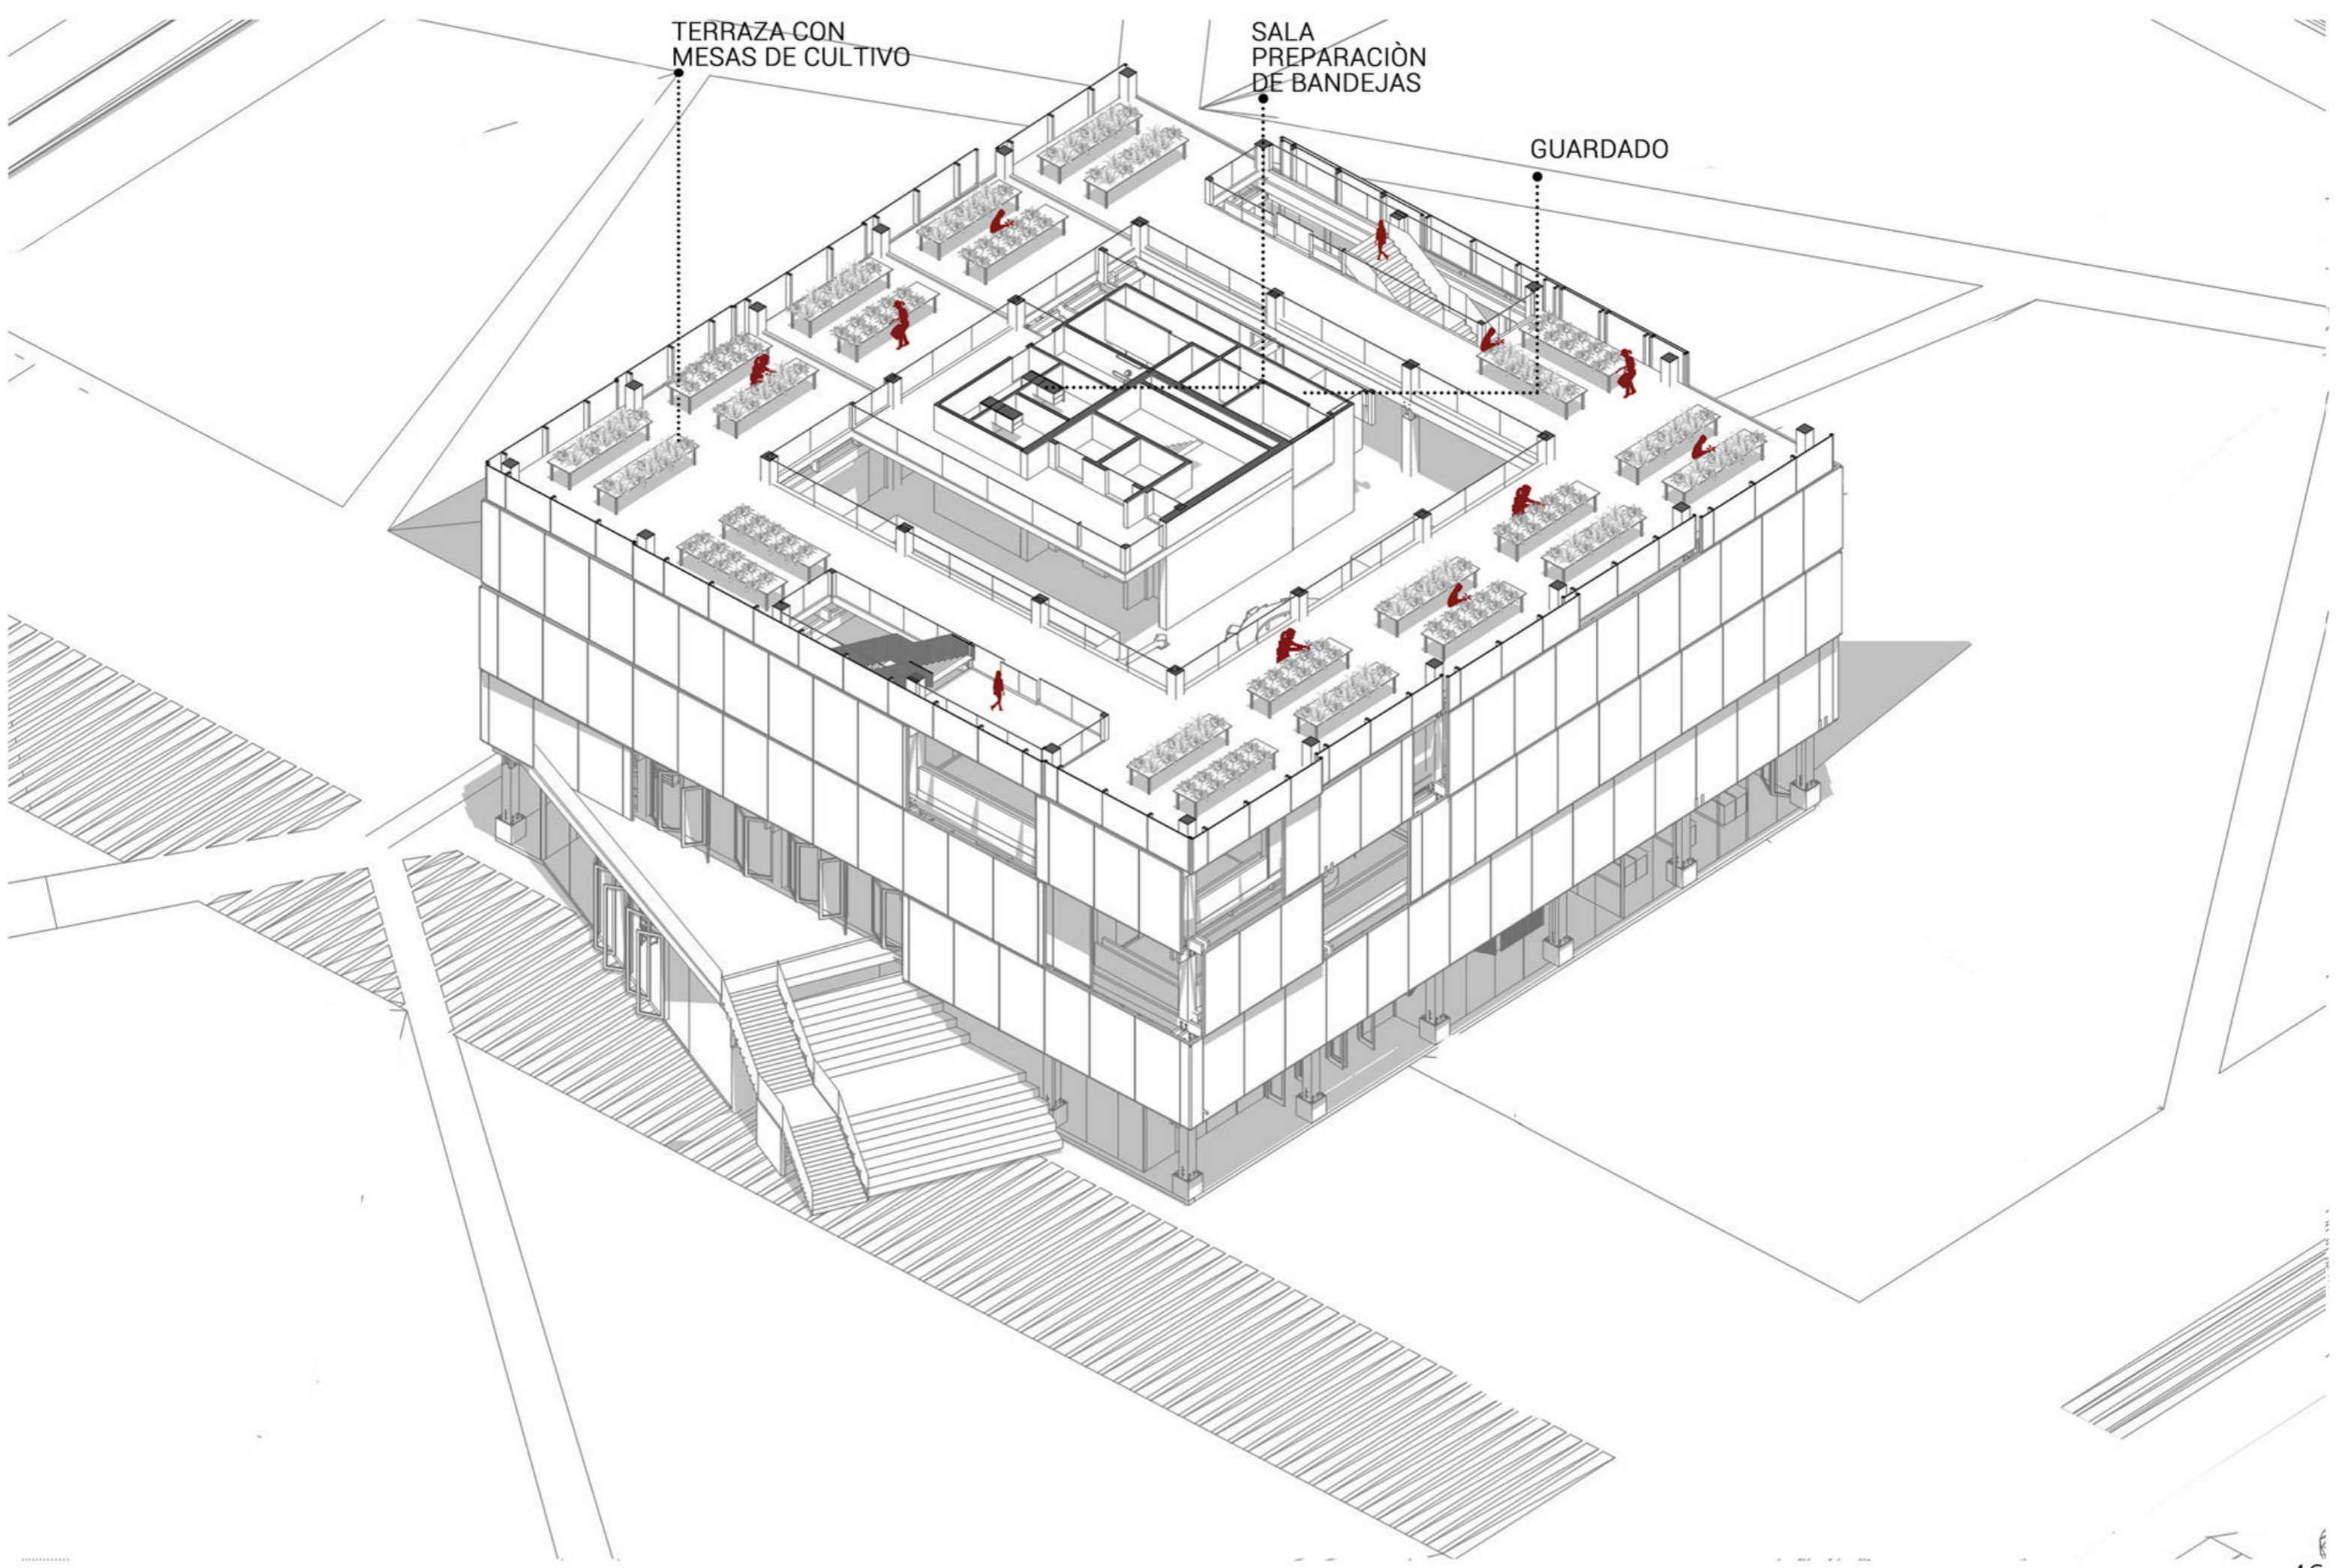 TERRAZA CON
MESAS DE CULTIVO
SALA
PREPARACIÒN
DE BANDEJAS
GUARDADO